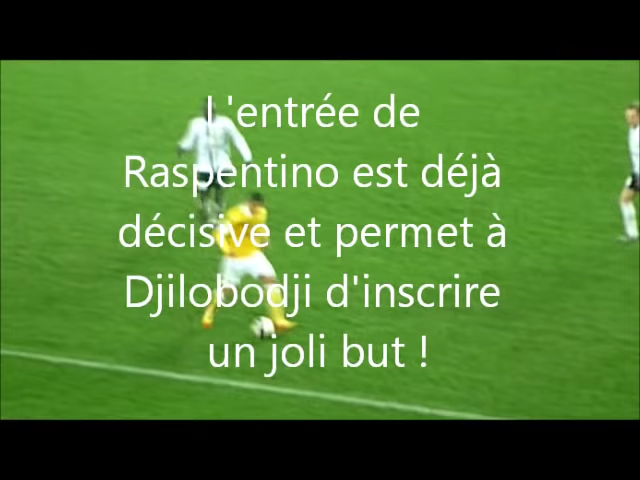 L'entrée de
Raspentino est déjà
décisive et permet à
Djilobodji d'inscrire
un joli but !